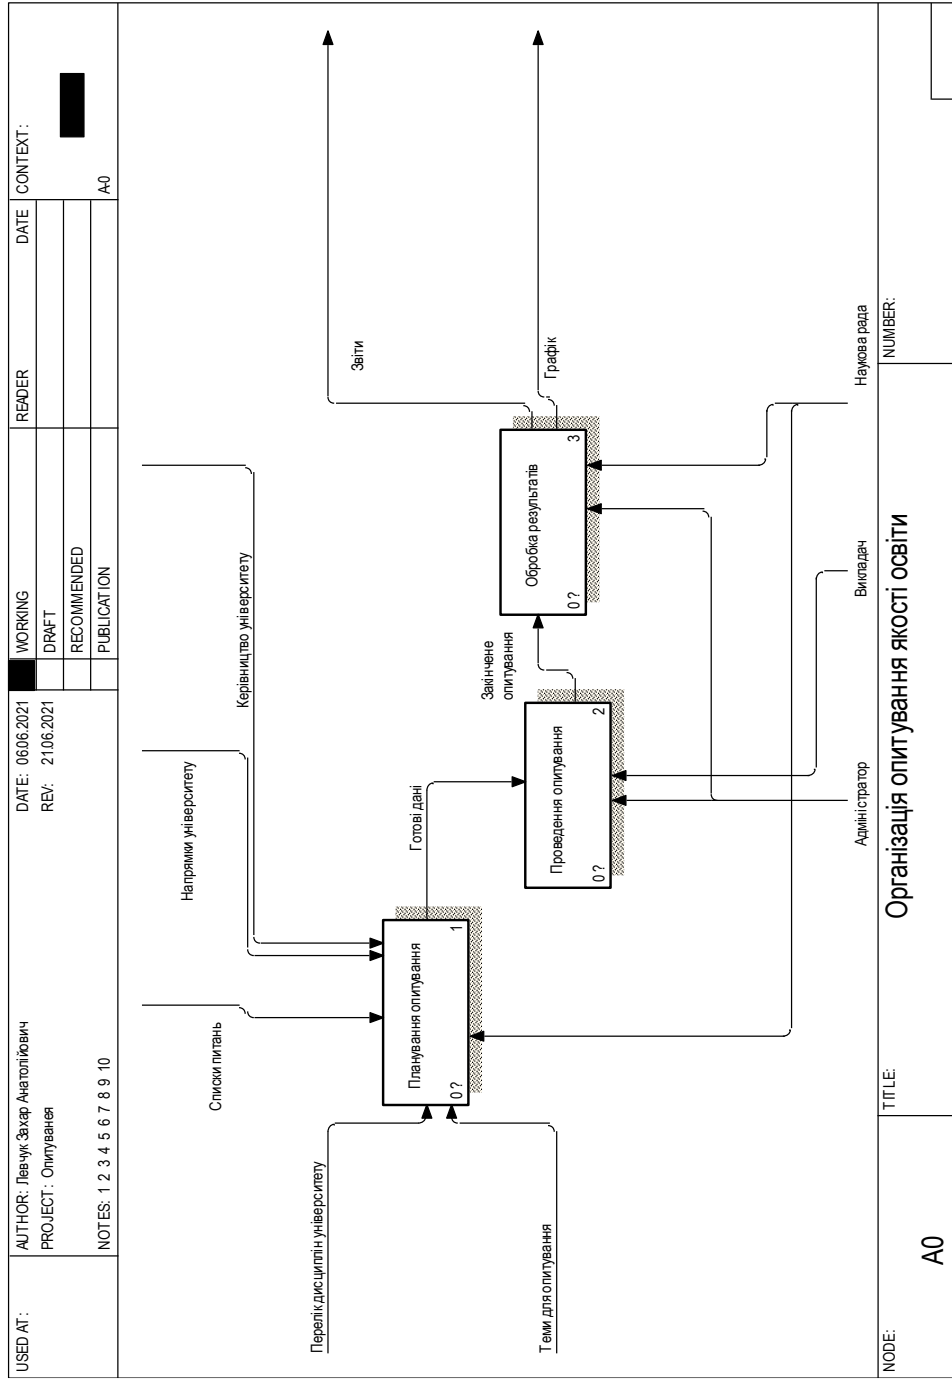 USED AT:
AUTHOR: Левчук Захар Анатолійович
DATE: 06.06.2021
WORKING
READER
DATE
CONTEXT:
PROJECT: Опитуваня
REV: 21.06.2021
DRAFT
RECOMMENDED
NOTES: 1 2 3 4 5 6 7 8 9 10
PUBLICATION
A-0
Списки питань
Напрямки університету
Керівництво університету
Перелік дисциплін університету
Теми для опитування
Планування опитування
0 ?
1
Готові дані
Проведення опитування
0 ?
2
Закінчене
опитування
Обробка результатів
0 ?
3
Звіти
Графік
Адміністратор
Викладач
Наукова рада
NODE:
TITLE:
NUMBER:
A0
Організація опитування якості освіти